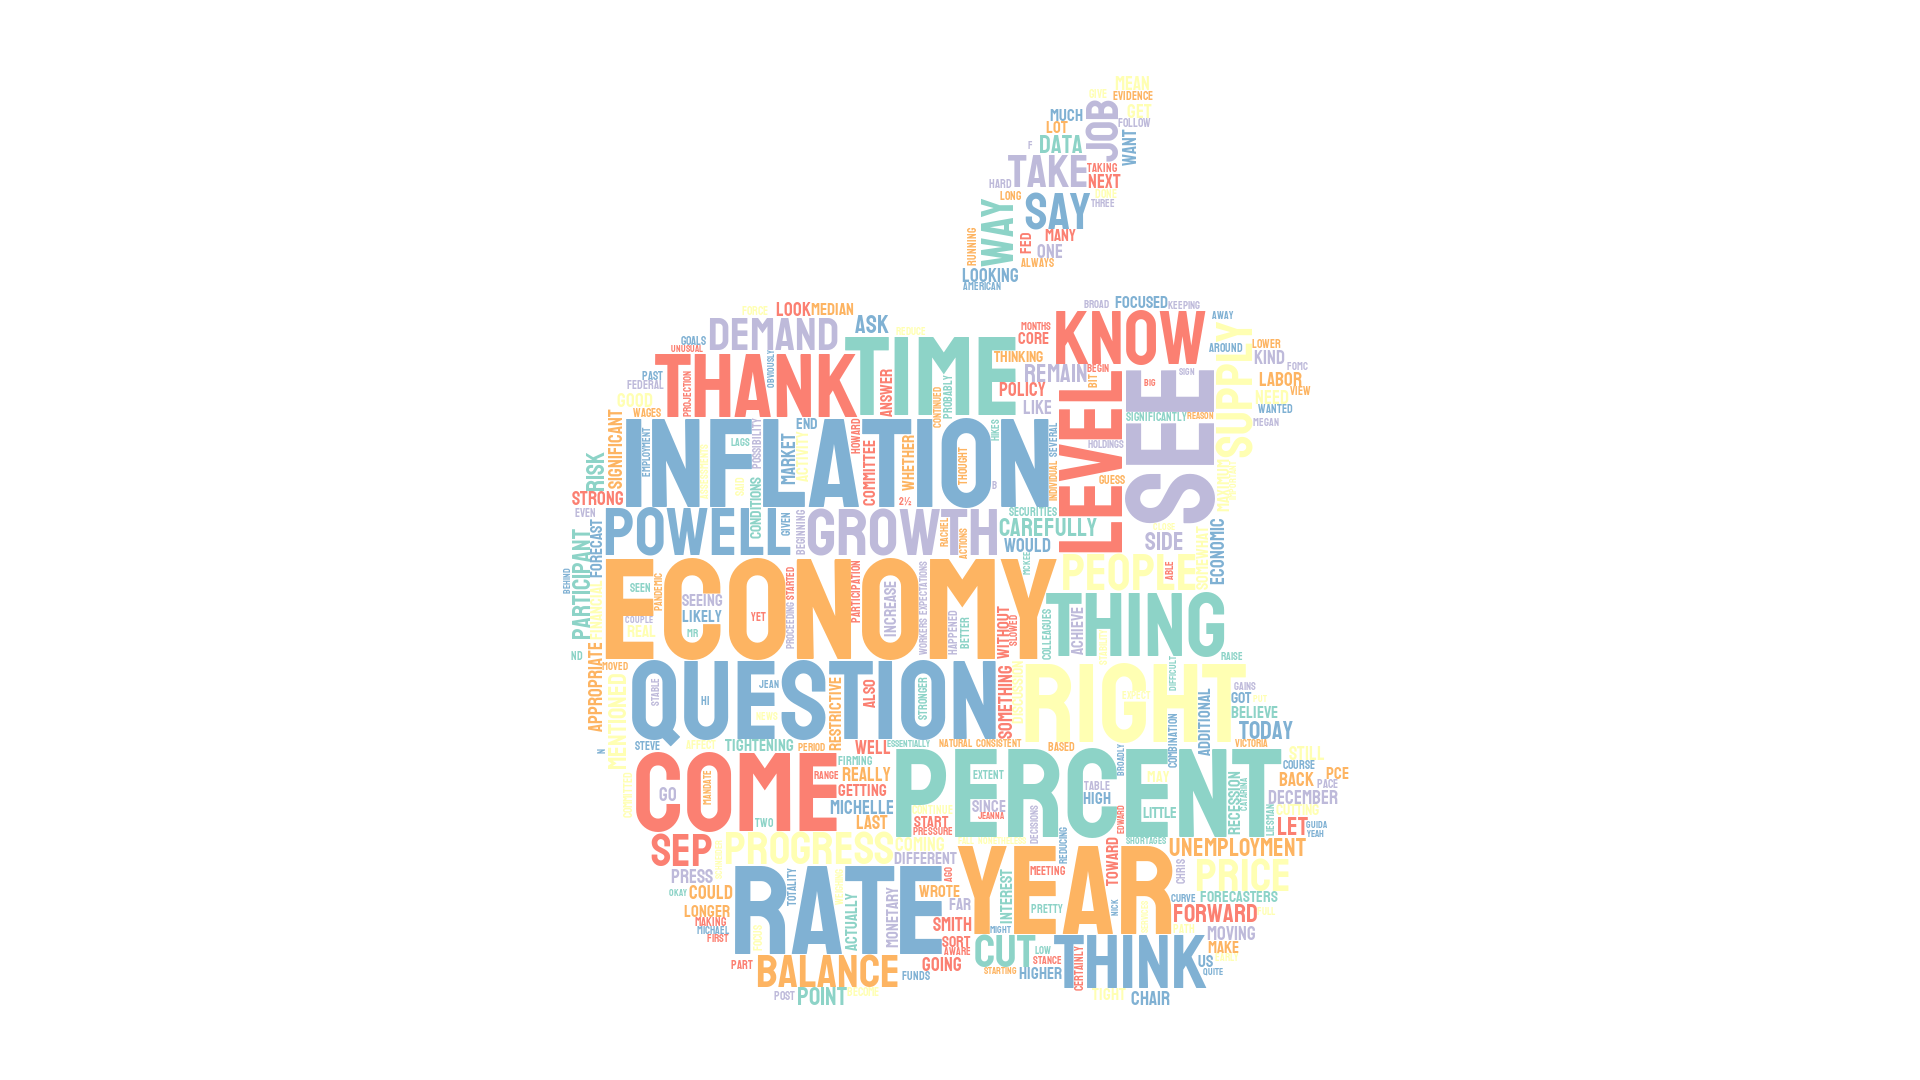 MEAN
EVIDENCE
GET
MUCH
JOB
FOLLOW
LOT
DATA
WANT
F
TAKE
TAKING
NEXT
HARD
LONG
THREE
SAY
WAY
RUNNING
FED
MANY
ONE
ALWAYS
LOOKING
AMERICAN
BROAD
FOCUSED
KEEPING
LOOK
MEDIAN
ASK
KNOW
AWAY
MONTHS
CORE
DEMAND
GOALS
UNUSUAL
TIME
THANK
OBVIOUSLY
PROJECTION
ANSWER
THINKING
REMAIN
BEGIN
BIT
POLICY
LIKE
CONTINUED
PROBABLY
AROUND
SUPPLY
LOWER
KIND
FOMC
LABOR
VIEW
NEED
WANTED
MEGAN
SEE
SIGN
BIG
SIGNIFICANTLY
REASON
LEVEL
HOLDINGS
GUESS
PAST
FEDERAL
GOOD
WAGES
SIGNIFICANT
EMPLOYMENT
INFLATION
LAGS
POSSIBILITY
END
MARKET
ACTIVITY
HOWARD
COMMITTEE
WHETHER
2½
THOUGHT
HIKES
B
SEVERAL
INDIVIDUAL
RISK
STRONG
EVEN
CONDITIONS
GIVEN
BEGINNING
POWELL
GROWTH
RACHEL
ACTIONS
SECURITIES
CAREFULLY
WOULD
MCKEE
SIDE
ECONOMIC
SOMEWHAT
PARTICIPANT
FORECAST
BEHIND
FINANCIAL
ND
ECONOMY
SEEN
PANDEMIC
COUPLE
REAL
SEEING
LIKELY
MR
YET
STARTED
PROCEEDING
PARTICIPATION
INCREASE
WORKERS
EXPECTATIONS
HAPPENED
BETTER
WITHOUT
SLOWED
PEOPLE
ABLE
THING
COLLEAGUES
ACHIEVE
RAISE
APPROPRIATE
MOVED
MENTIONED
N
QUESTION
STABLE
HI
JEAN
STEVE
TIGHTENING
PERIOD
RESTRICTIVE
ALSO
WELL
STRONGER
ESSENTIALLY
NATURAL
CONSISTENT
SOMETHING
RIGHT
DIFFICULT
ADDITIONAL
COMBINATION
BASED
BROADLY
GAINS
GOT
BELIEVE
TODAY
VICTORIA
STILL
COURSE
BACK
PCE
PACE
DECEMBER
COME
GO
MANDATE
TWO
RANGE
FIRMING
REALLY
GETTING
MICHELLE
LAST
PERCENT
EXTENT
SINCE
JEANNA
START
PRESSURE
DECISIONS
REDUCING
TABLE
HIGH
MAY
LITTLE
EDWARD
SHORTAGES
RECESSION
CATARINA
LIESMAN
LET
GUIDA
YEAH
SEP
PROGRESS
COMING
DIFFERENT
UNEMPLOYMENT
PRICE
PRESS
OKAY
COULD
LONGER
MAKING
MICHAEL
FIRST
RATE
TOTALITY
ACTUALLY
MONETARY
AGO
WROTE
FAR
SMITH
SORT
AWARE
GOING
YEAR
INTEREST
MEETING
PRETTY
MIGHT
TOWARD
NICK
CHRIS
CURVE
FORECASTERS
FORWARD
MOVING
MAKE
US
QUITE
PART
BALANCE
FUNDS
POST
POINT
CUT
STARTING
LOW
STANCE
HIGHER
CERTAINLY
THINK
TIGHT
CHAIR